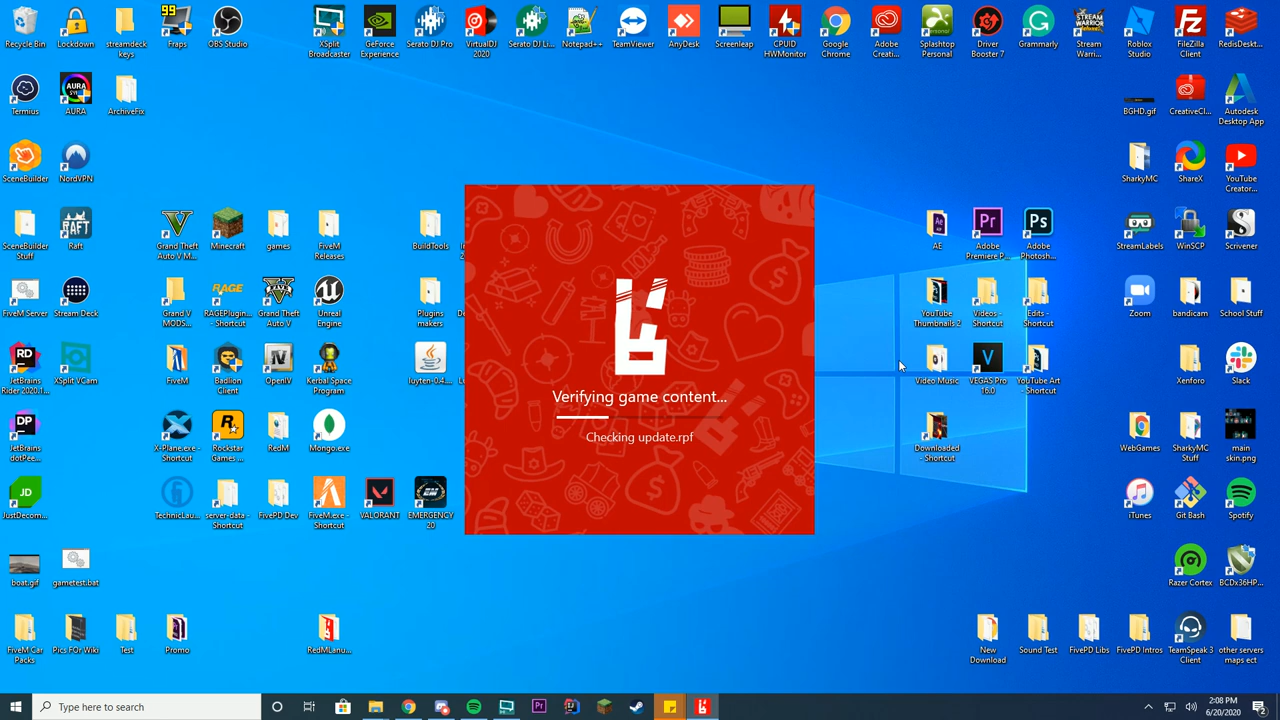 Recycle Bin
Lockdown
streamdeck
keys
99
Fraps
OBS Studio
XSplit
Broadcaster
GeForce
Experience
Serato DJ Pro
VirtualDJ
2020
Serato DJ Li...
Notepad++
TeamViewer
AnyDesk
Screenleap
CPUID
HWMonitor
Google
Chrome
Adobe
Creati...
Splashtop
Personal
Driver
Booster 7
Grammarly
Stream
Warri...
Roblox
Studio
FileZilla
Client
RedisDeskt...
Termius
AURA
ArchiveFix
BGHD.gif
CreativeCl...
Autodesk
Desktop App
SceneBuilder
NordVPN
SharkyMC
ShareX
YouTube
Creator...
SceneBuilder
Stuff
Raft
Grand Theft
Auto V M...
Minecraft
games
FiveM
Releases
BuildTools
AE
Adobe
Premiere P...
Adobe
Photosh...
StreamLabels
WinSCP
Scrivener
FiveM Server
Stream Deck
Grand V
MODS...
RAGEPlugin...
- Shortcut
Grand Theft
Auto V
Unreal
Engine
Plugins
makers
YouTube
Thumbnails 2
Videos -
Shortcut
Edits -
Shortcut
Zoom
bandicam
School Stuff
JetBrains
Rider 2020.1...
XSplit VCam
FiveM
Badlion
Client
OpenIV
Kerbal Space
Program
luyten-0.4....
Video Music
VEGAS Pro
16.0
YouTube Art
- Shortcut
Xenforo
Slack
JetBrains
dotPee...
X-Plane.exe -
Shortcut
Rockstar
Games ...
RedM
Mongo.exe
Downloaded
- Shortcut
WebGames
SharkyMC
Stuff
main
skin.png
JustDecom...
TechnicLau...
server-data -
Shortcut
FivePD Dev
FiveM.exe -
Shortcut
VALORANT
EMERGENCY
20
iTunes
Git Bash
Spotify
boat.gif
gametest.bat
Razer Cortex
BCDx36HP...
FiveM Car
Packs
Pics FOr Wiki
Test
Promo
RedMLanu...
New
Download
Sound Test
FivePD Libs
FivePD Intros
TeamSpeak 3
Client
other servers
maps ect
Verifying game content...
Checking update.rpf
Type here to search
2:08 PM
6/20/2020
2